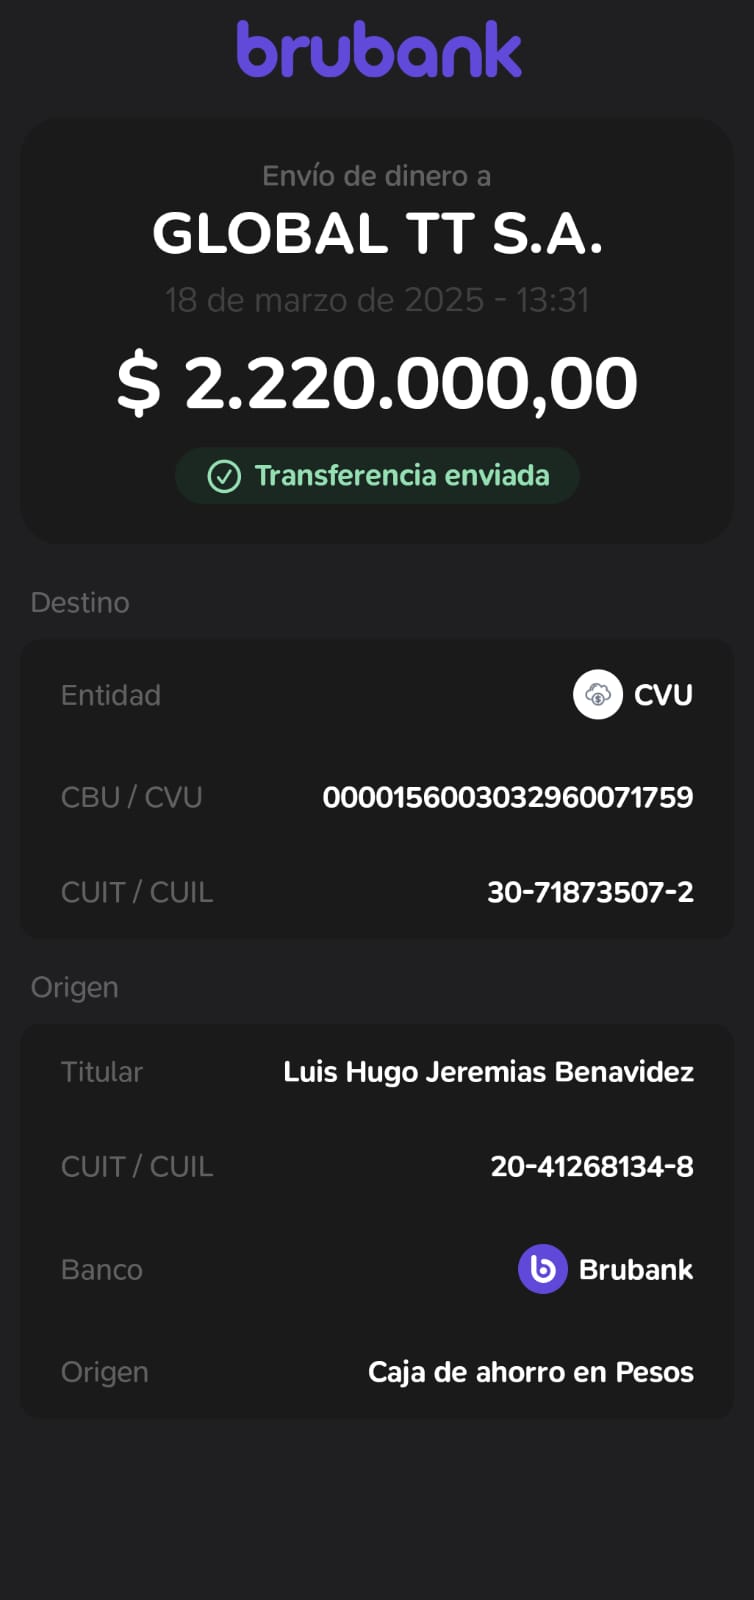 brubank
Envío de dinero a
GLOBAL TT S.A.
18 de marzo de 2025 - 13:31
$ 2.220.000,00
Transferencia enviada
Destino
Entidad CVU
CBU / CVU 0000156003032960071759
CUIT / CUIL 30-71873507-2
Origen
Titular Luis Hugo Jeremias Benavidez
CUIT / CUIL 20-41268134-8
Banco Brubank
Origen Caja de ahorro en Pesos